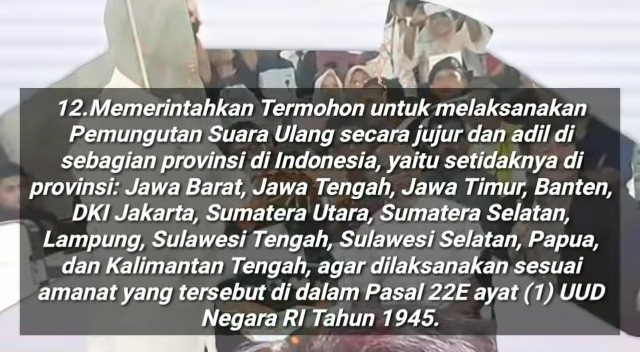 12.Memerintahkan Termohon untuk melaksanakan
Pemungutan Suara Ulang secara jujur dan adil di
sebagian provinsi di Indonesia, yaitu setidaknya di
provinsi: Jawa Barat, Jawa Tengah, Jawa Timur, Banten,
DKI Jakarta, Sumatera Utara, Sumatera Selatan,
Lampung, Sulawesi Tengah, Sulawesi Selatan, Papua,
dan Kalimantan Tengah, agar dilaksanakan sesuai
amanat yang tersebut di dalam Pasal 22E ayat (1) UUD
Negara RI Tahun 1945.